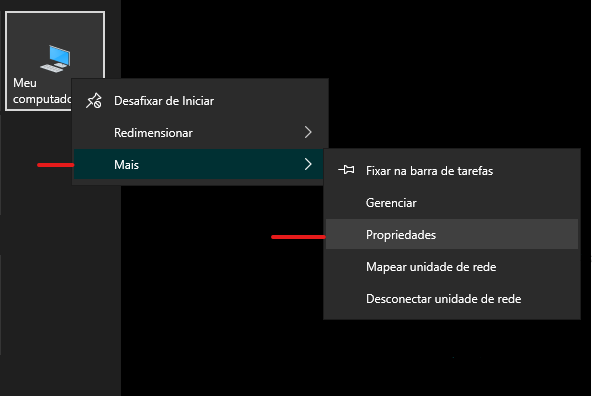 Meu
computado
Desafixar de Iniciar
Redimensionar
Mais
Fixar na barra de tarefas
Gerenciar
Propriedades
Mapear unidade de rede
Desconectar unidade de rede